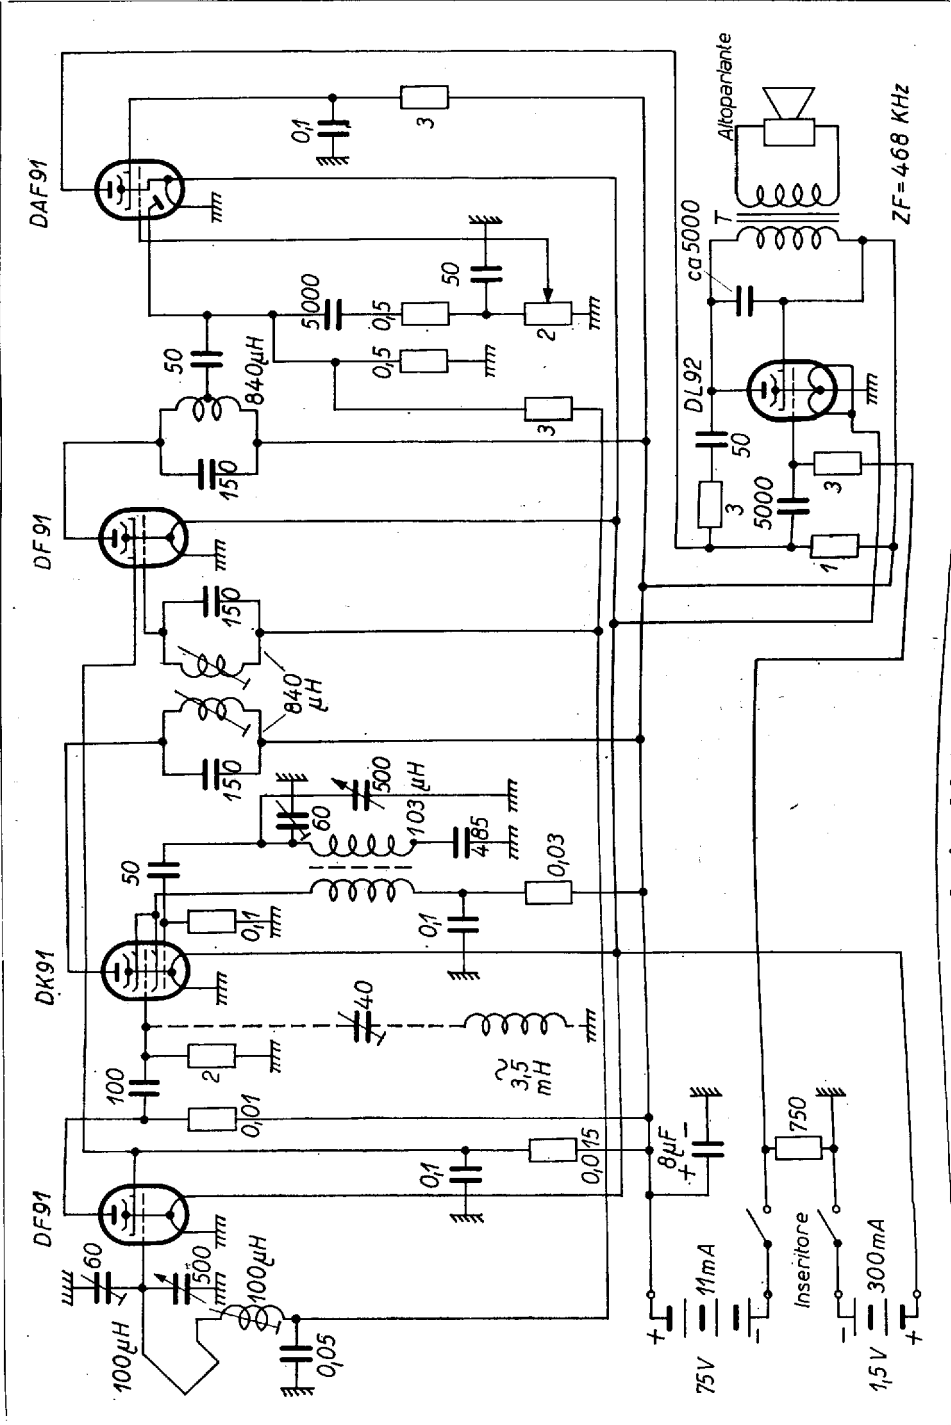 DF91
DK91
DF91
DAF91
60
500
100µH
100µH
0,05
100
2
0,01
0,1
0,015
40
~
3,5
mH
50
0,1
60
500
103 µH
485
0,1
0,03
150
840
µH
150
150
50
840µH
5000
0,5
0,5
3
50
2
0,1
3
8µF
+
–
75V
11mA
+
–
Inseritore
750
1,5V
300mA
–
+
DL92
50
3
5000
3
1
ca 5000
T
Altoparlante
ZF=468 KHz